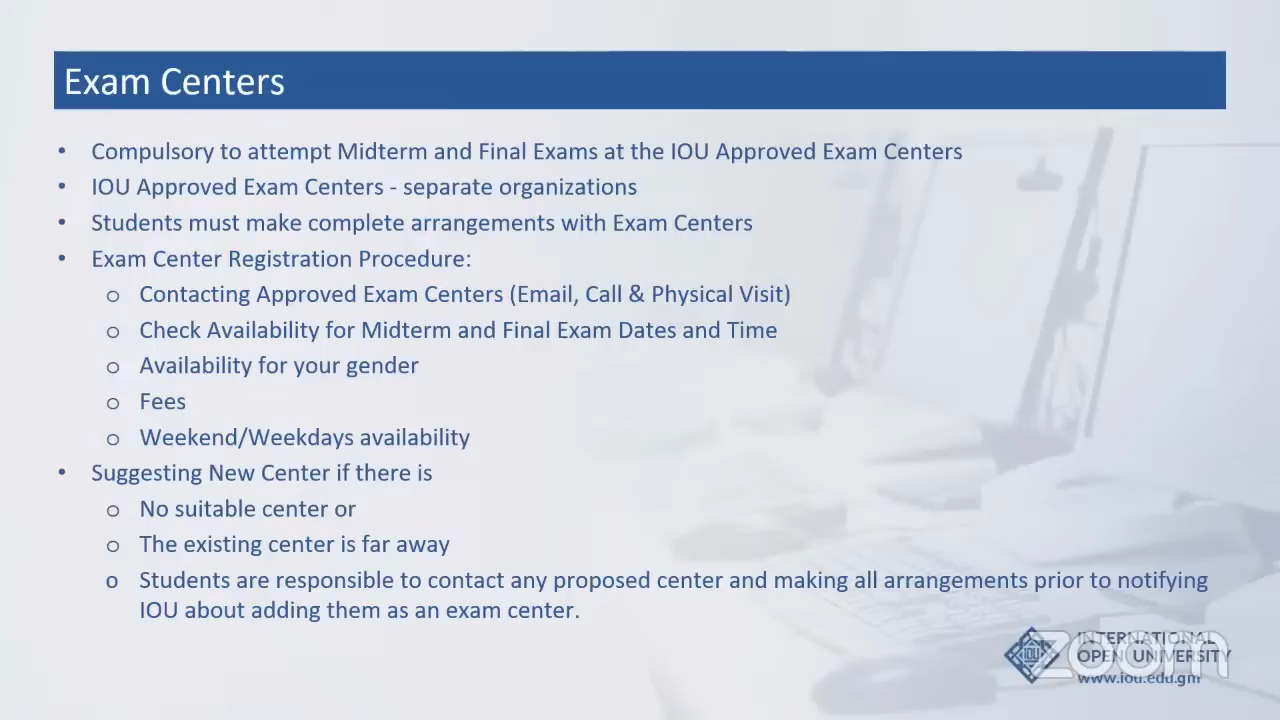 Exam Centers
• Compulsory to attempt Midterm and Final Exams at the IOU Approved Exam Centers
• IOU Approved Exam Centers - separate organizations
• Students must make complete arrangements with Exam Centers
• Exam Center Registration Procedure:
o Contacting Approved Exam Centers (Email, Call & Physical Visit)
o Check Availability for Midterm and Final Exam Dates and Time
o Availability for your gender
o Fees
o Weekend/Weekdays availability
• Suggesting New Center if there is
o No suitable center or
o The existing center is far away
o Students are responsible to contact any proposed center and making all arrangements prior to notifying
IOU about adding them as an exam center.
IOU
INTERNATIONAL
OPEN UNIVERSITY
www.iou.edu.gm
zoom